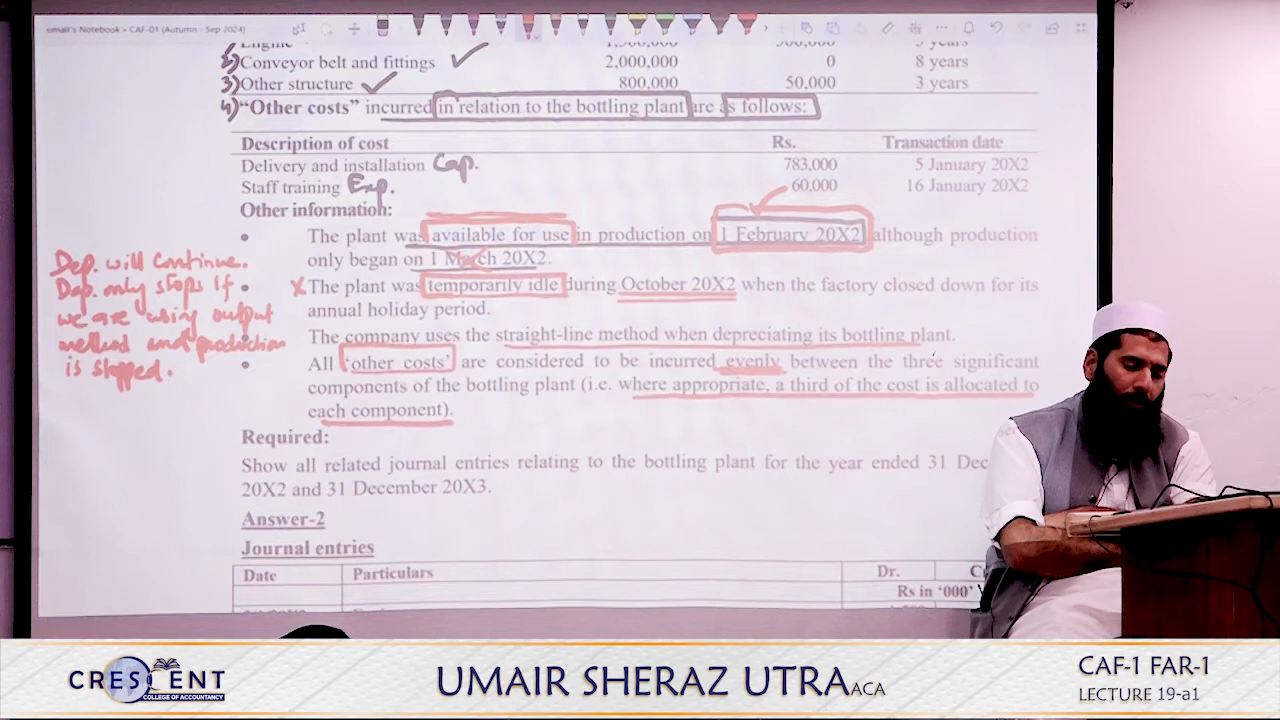 umair's Notebook > CAF-01 (Autumn - Sep 2024)
Engine 1,500,000 500,000 5 years
2) Conveyor belt and fittings 2,000,000 0 8 years
3) Other structure 800,000 50,000 3 years
4) "Other costs" incurred in relation to the bottling plant are as follows:
Description of cost Rs. Transaction date
Delivery and installation Cap. 783,000 5 January 20X2
Staff training Exp. 60,000 16 January 20X2
Other information:
• The plant was available for use in production on 1 February 20X2 although production
only began on 1 March 20X2.
• The plant was temporarily idle during October 20X2 when the factory closed down for its
annual holiday period.
The company uses the straight-line method when depreciating its bottling plant.
• All 'other costs' are considered to be incurred evenly between the three significant
components of the bottling plant (i.e. where appropriate, a third of the cost is allocated to
each component).
Dep. will continue.
Dep. only stops if
we are using output
method and production
is stopped.
Required:
Show all related journal entries relating to the bottling plant for the year ended 31 Dec
20X2 and 31 December 20X3.
Answer-2
Journal entries
Date Particulars Dr.
Rs in '000'
CRESCENT
COLLEGE OF ACCOUNTANCY
UMAIR SHERAZ UTRA ACA
CAF-1 FAR-1
LECTURE 19-a1